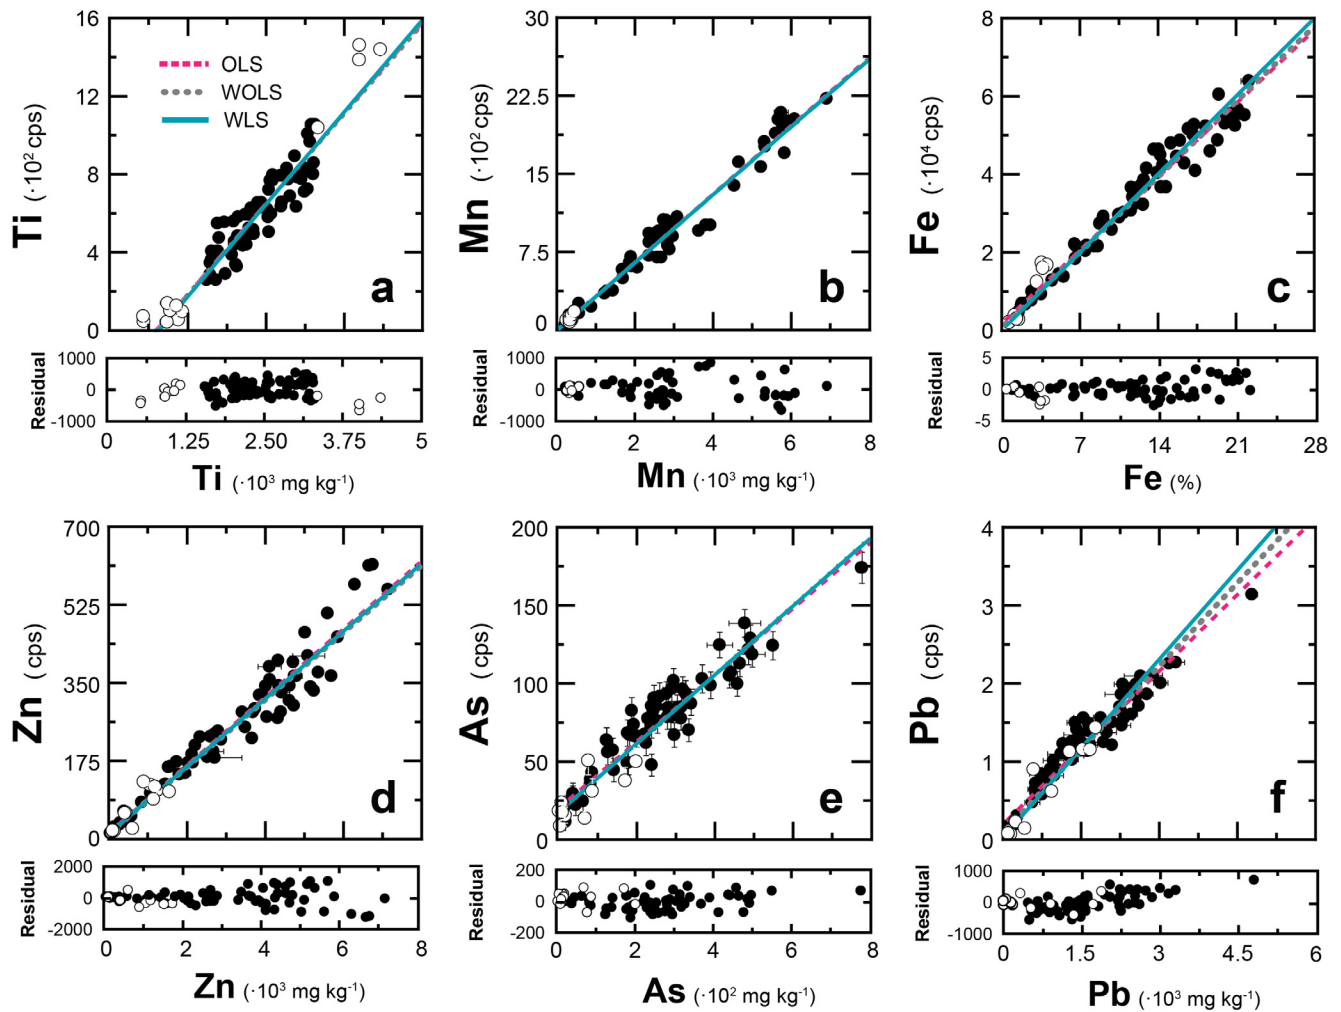 16
12
8
4
0
Ti (·10² cps)
OLS
WOLS
WLS
a
1000
0
-1000
Residual
0 1.25 2.50 3.75 5
Ti (·10³ mg kg⁻¹)
30
22.5
15
7.5
0
Mn (·10² cps)
b
1000
0
-1000
Residual
0 2 4 6 8
Mn (·10³ mg kg⁻¹)
8
6
4
2
0
Fe (·10⁴ cps)
c
5
0
-5
Residual
0 7 14 21 28
Fe (%)
700
525
350
175
0
Zn ( cps)
d
2000
0
-2000
Residual
0 2 4 6 8
Zn (·10³ mg kg⁻¹)
200
150
100
50
0
As (cps)
e
200
0
-200
Residual
0 2 4 6 8
As (·10² mg kg⁻¹)
4
3
2
1
0
Pb (cps)
f
1000
0
-1000
Residual
0 1.5 3 4.5 6
Pb (·10³ mg kg⁻¹)